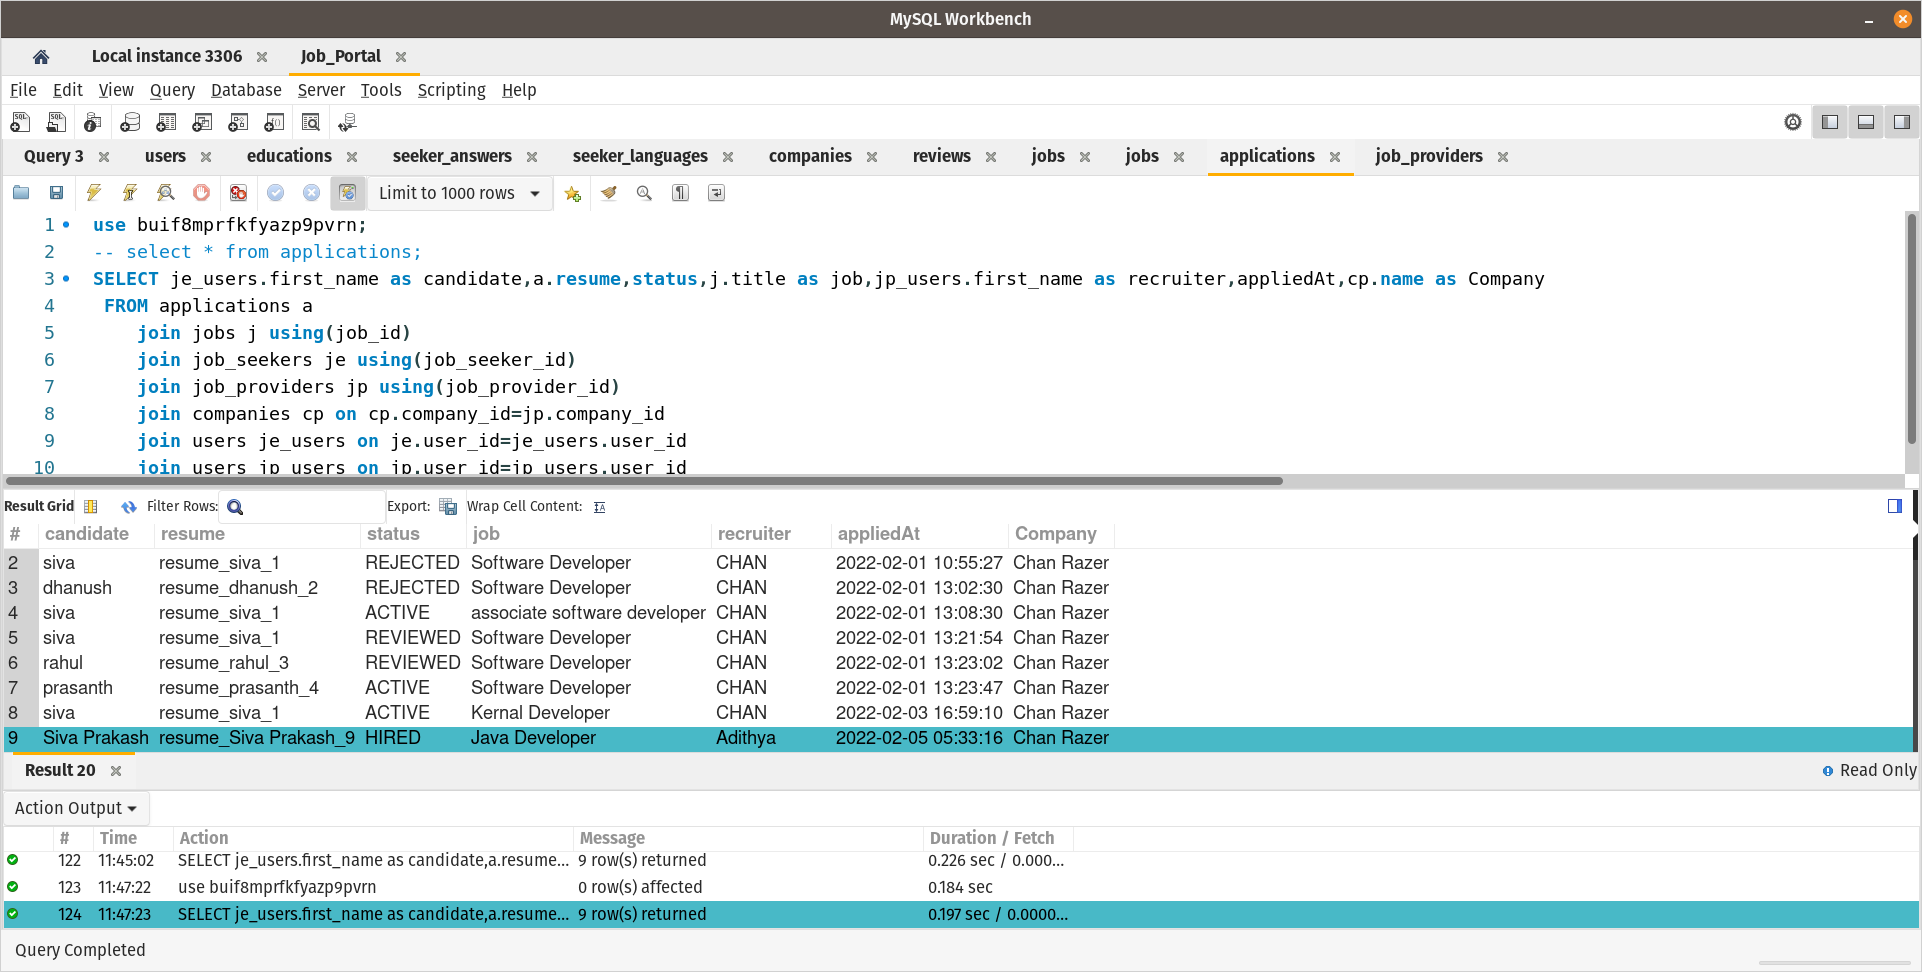 MySQL Workbench
Local instance 3306 Job_Portal
File Edit View Query Database Server Tools Scripting Help
Query 3 users educations seeker_answers seeker_languages companies reviews jobs jobs applications job_providers
Limit to 1000 rows
1 use buif8mprfkfyazp9pvrn;
2 -- select * from applications;
3 SELECT je_users.first_name as candidate,a.resume,status,j.title as job,jp_users.first_name as recruiter,appliedAt,cp.name as Company
4 FROM applications a
5 join jobs j using(job_id)
6 join job_seekers je using(job_seeker_id)
7 join job_providers jp using(job_provider_id)
8 join companies cp on cp.company_id=jp.company_id
9 join users je_users on je.user_id=je_users.user_id
10 join users jp_users on jp.user_id=jp_users.user_id
Result Grid Filter Rows: Export: Wrap Cell Content:
# candidate resume status job recruiter appliedAt Company
2 siva resume_siva_1 REJECTED Software Developer CHAN 2022-02-01 10:55:27 Chan Razer
3 dhanush resume_dhanush_2 REJECTED Software Developer CHAN 2022-02-01 13:02:30 Chan Razer
4 siva resume_siva_1 ACTIVE associate software developer CHAN 2022-02-01 13:08:30 Chan Razer
5 siva resume_siva_1 REVIEWED Software Developer CHAN 2022-02-01 13:21:54 Chan Razer
6 rahul resume_rahul_3 REVIEWED Software Developer CHAN 2022-02-01 13:23:02 Chan Razer
7 prasanth resume_prasanth_4 ACTIVE Software Developer CHAN 2022-02-01 13:23:47 Chan Razer
8 siva resume_siva_1 ACTIVE Kernal Developer CHAN 2022-02-03 16:59:10 Chan Razer
9 Siva Prakash resume_Siva Prakash_9 HIRED Java Developer Adithya 2022-02-05 05:33:16 Chan Razer
Result 20 Read Only
Action Output
# Time Action Message Duration / Fetch
122 11:45:02 SELECT je_users.first_name as candidate,a.resume... 9 row(s) returned 0.226 sec / 0.000...
123 11:47:22 use buif8mprfkfyazp9pvrn 0 row(s) affected 0.184 sec
124 11:47:23 SELECT je_users.first_name as candidate,a.resume... 9 row(s) returned 0.197 sec / 0.0000...
Query Completed